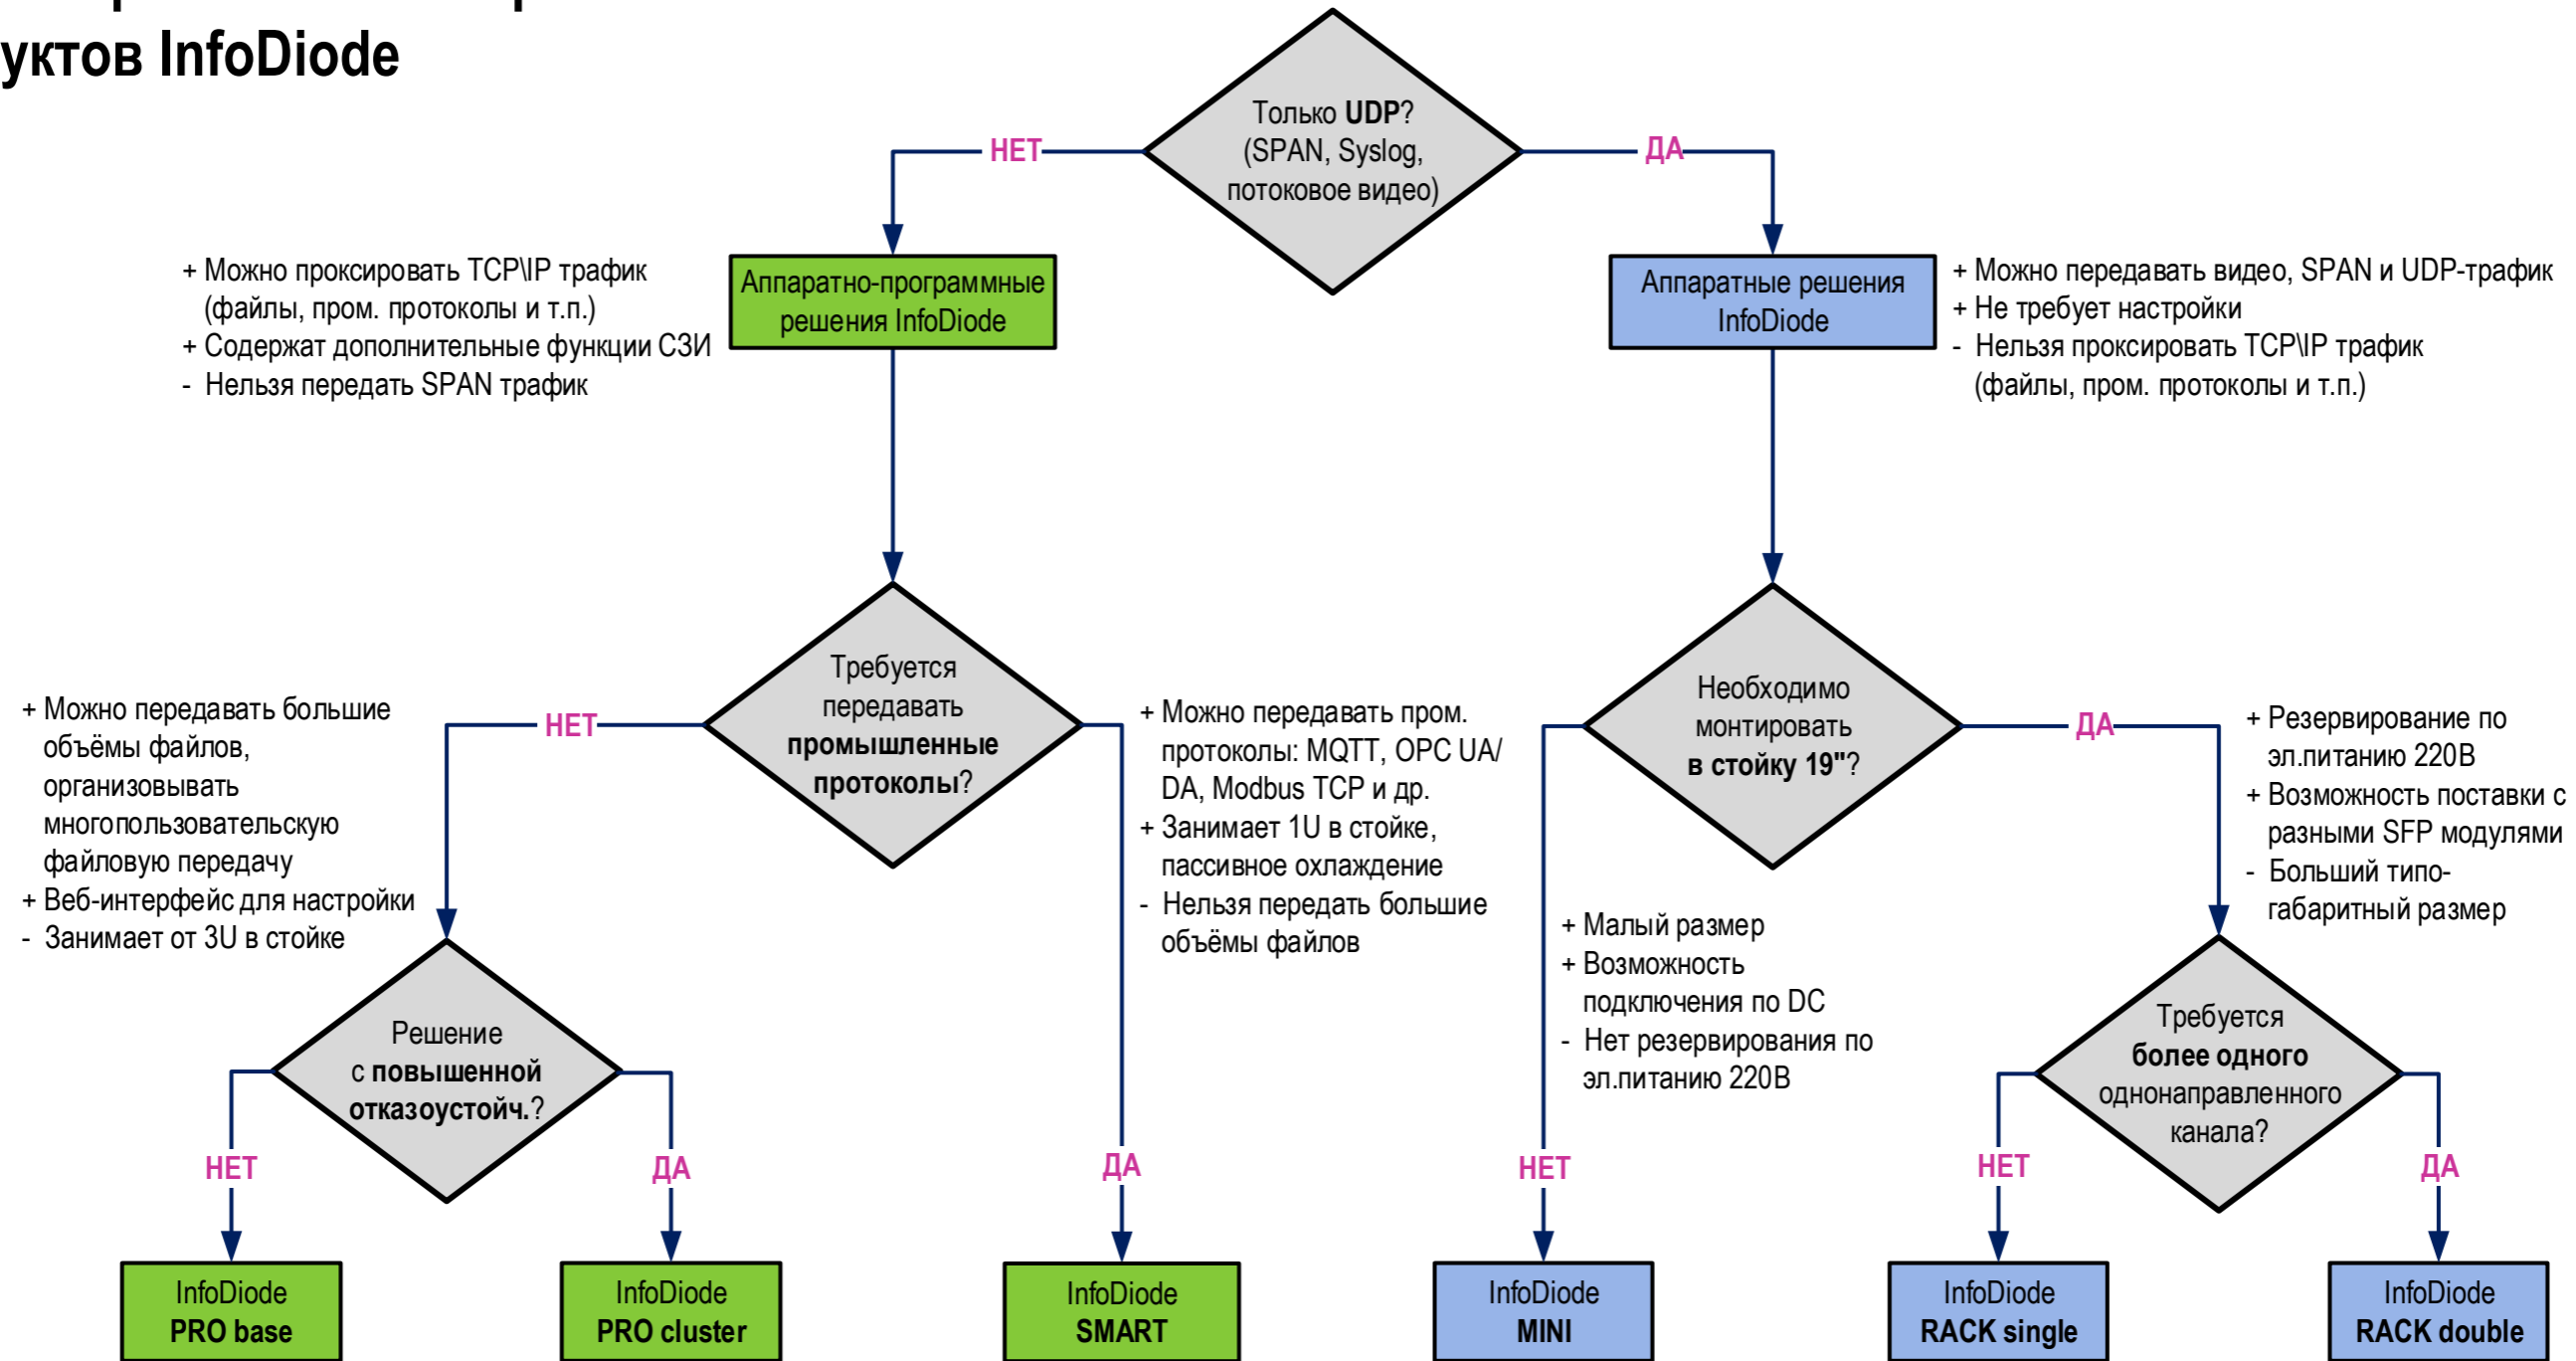 уктов InfoDiode
Только UDP?
(SPAN, Syslog,
потоковое видео)
НЕТ
ДА
+ Можно проксировать TCP\IP трафик
(файлы, пром. протоколы и т.п.)
+ Содержат дополнительные функции СЗИ
- Нельзя передать SPAN трафик
Аппаратно-программные
решения InfoDiode
Аппаратные решения
InfoDiode
+ Можно передавать видео, SPAN и UDP-трафик
+ Не требует настройки
- Нельзя проксировать TCP\IP трафик
(файлы, пром. протоколы и т.п.)
+ Можно передавать большие
объёмы файлов,
организовывать
многопользовательскую
файловую передачу
+ Веб-интерфейс для настройки
- Занимает от 3U в стойке
НЕТ
Требуется
передавать
промышленные
протоколы?
+ Можно передавать пром.
протоколы: MQTT, OPC UA/
DA, Modbus TCP и др.
+ Занимает 1U в стойке,
пассивное охлаждение
- Нельзя передать большие
объёмы файлов
Необходимо
монтировать
в стойку 19"?
ДА
+ Резервирование по
эл.питанию 220В
+ Возможность поставки с
разными SFP модулями
- Больший типо-
габаритный размер
+ Малый размер
+ Возможность
подключения по DC
- Нет резервирования по
эл.питанию 220В
Решение
с повышенной
отказоустойч.?
Требуется
более одного
однонаправленного
канала?
НЕТ
ДА
ДА
НЕТ
НЕТ
ДА
InfoDiode
PRO base
InfoDiode
PRO cluster
InfoDiode
SMART
InfoDiode
MINI
InfoDiode
RACK single
InfoDiode
RACK double